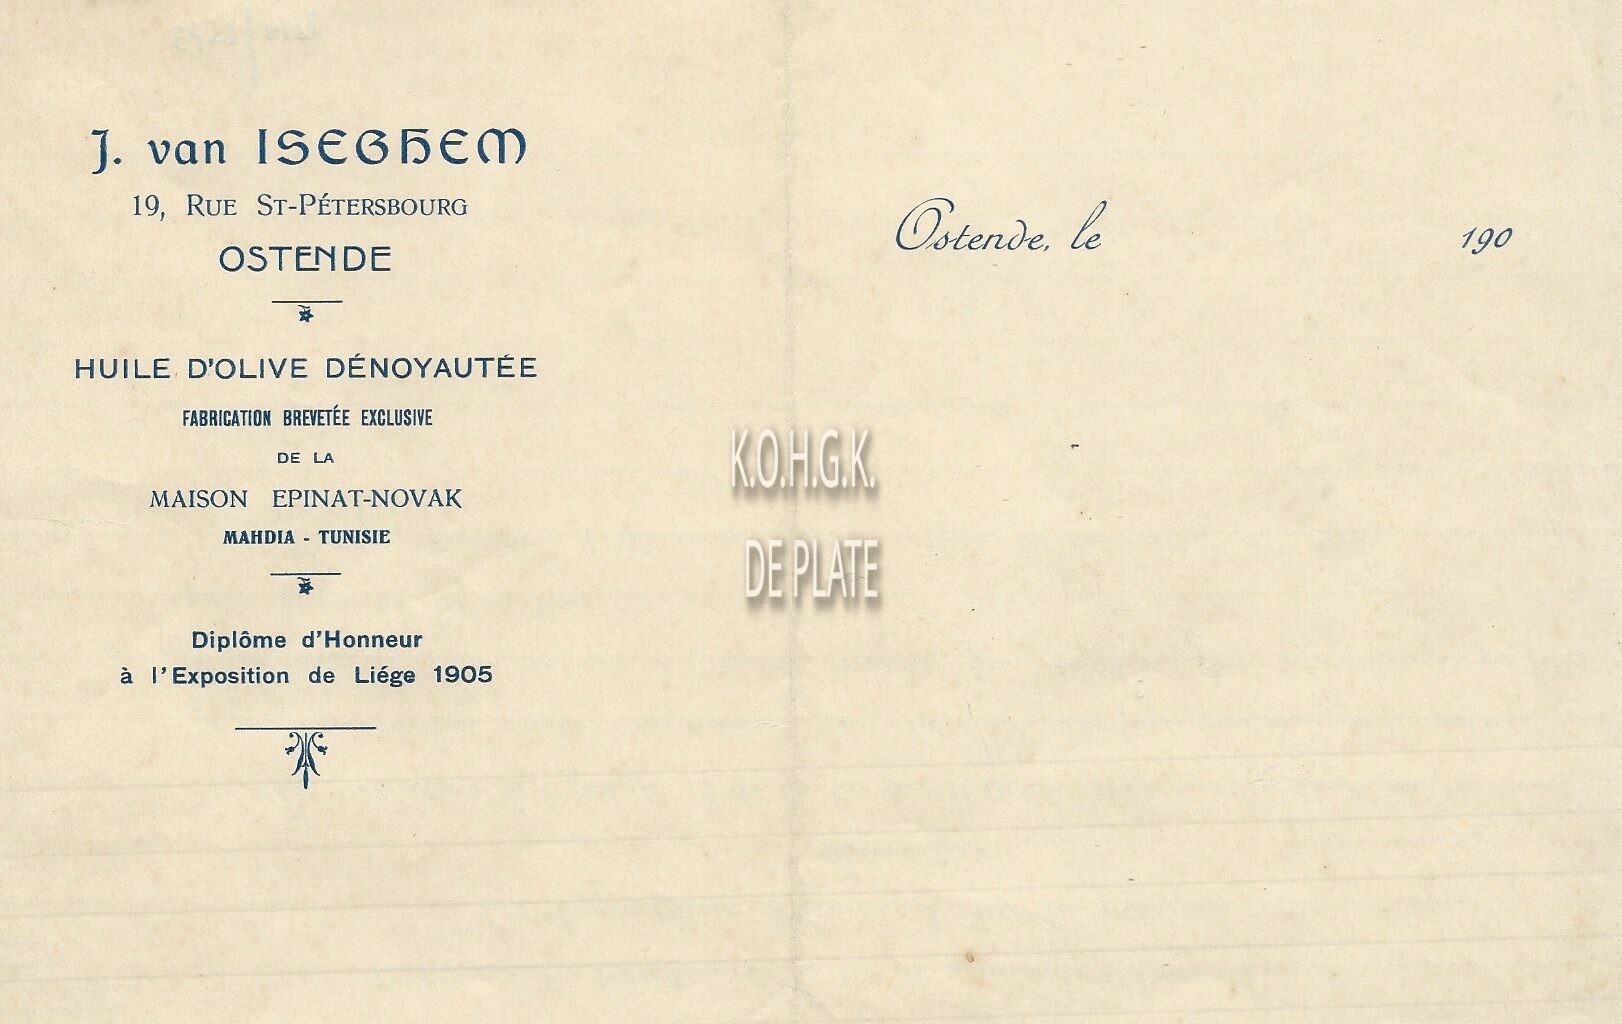 J. van ISEGHEM
19, RUE ST-PÉTERSBOURG
OSTENDE
HUILE D'OLIVE DÉNOYAUTÉE
FABRICATION BREVETÉE EXCLUSIVE
DE LA
MAISON EPINAT-NOVAK
MAHDIA - TUNISIE
Diplôme d'Honneur
à l'Exposition de Liége 1905
Ostende, le 190
K.O.H.G.K.
DE PLATE